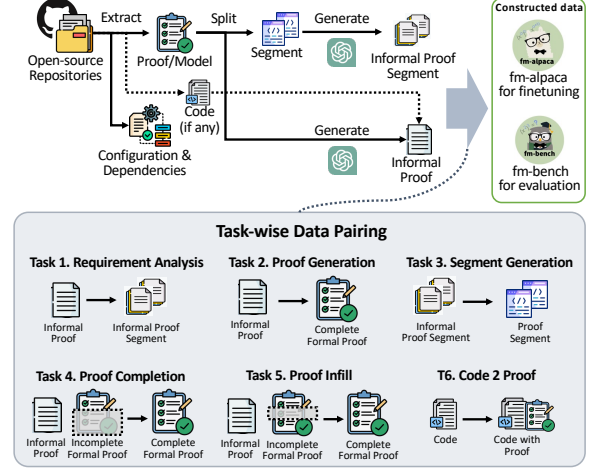 Extract
Split
Generate
Open-source
Repositories
Proof/Model
Segment
Informal Proof
Segment
Code
(if any)
Configuration &
Dependencies
Generate
Informal
Proof
Constructed data
fm-alpaca
fm-alpaca
for finetuning
fm-bench
fm-bench
for evaluation
Task-wise Data Pairing
Task 1. Requirement Analysis
Informal
Proof
Informal Proof
Segment
Task 2. Proof Generation
Informal
Proof
Complete
Formal Proof
Task 3. Segment Generation
Informal
Proof Segment
Proof
Segment
Task 4. Proof Completion
Informal
Proof
Incomplete
Formal Proof
Complete
Formal Proof
Task 5. Proof Infill
Informal
Proof
Incomplete
Formal Proof
Complete
Formal Proof
T6. Code 2 Proof
Code
Code with
Proof